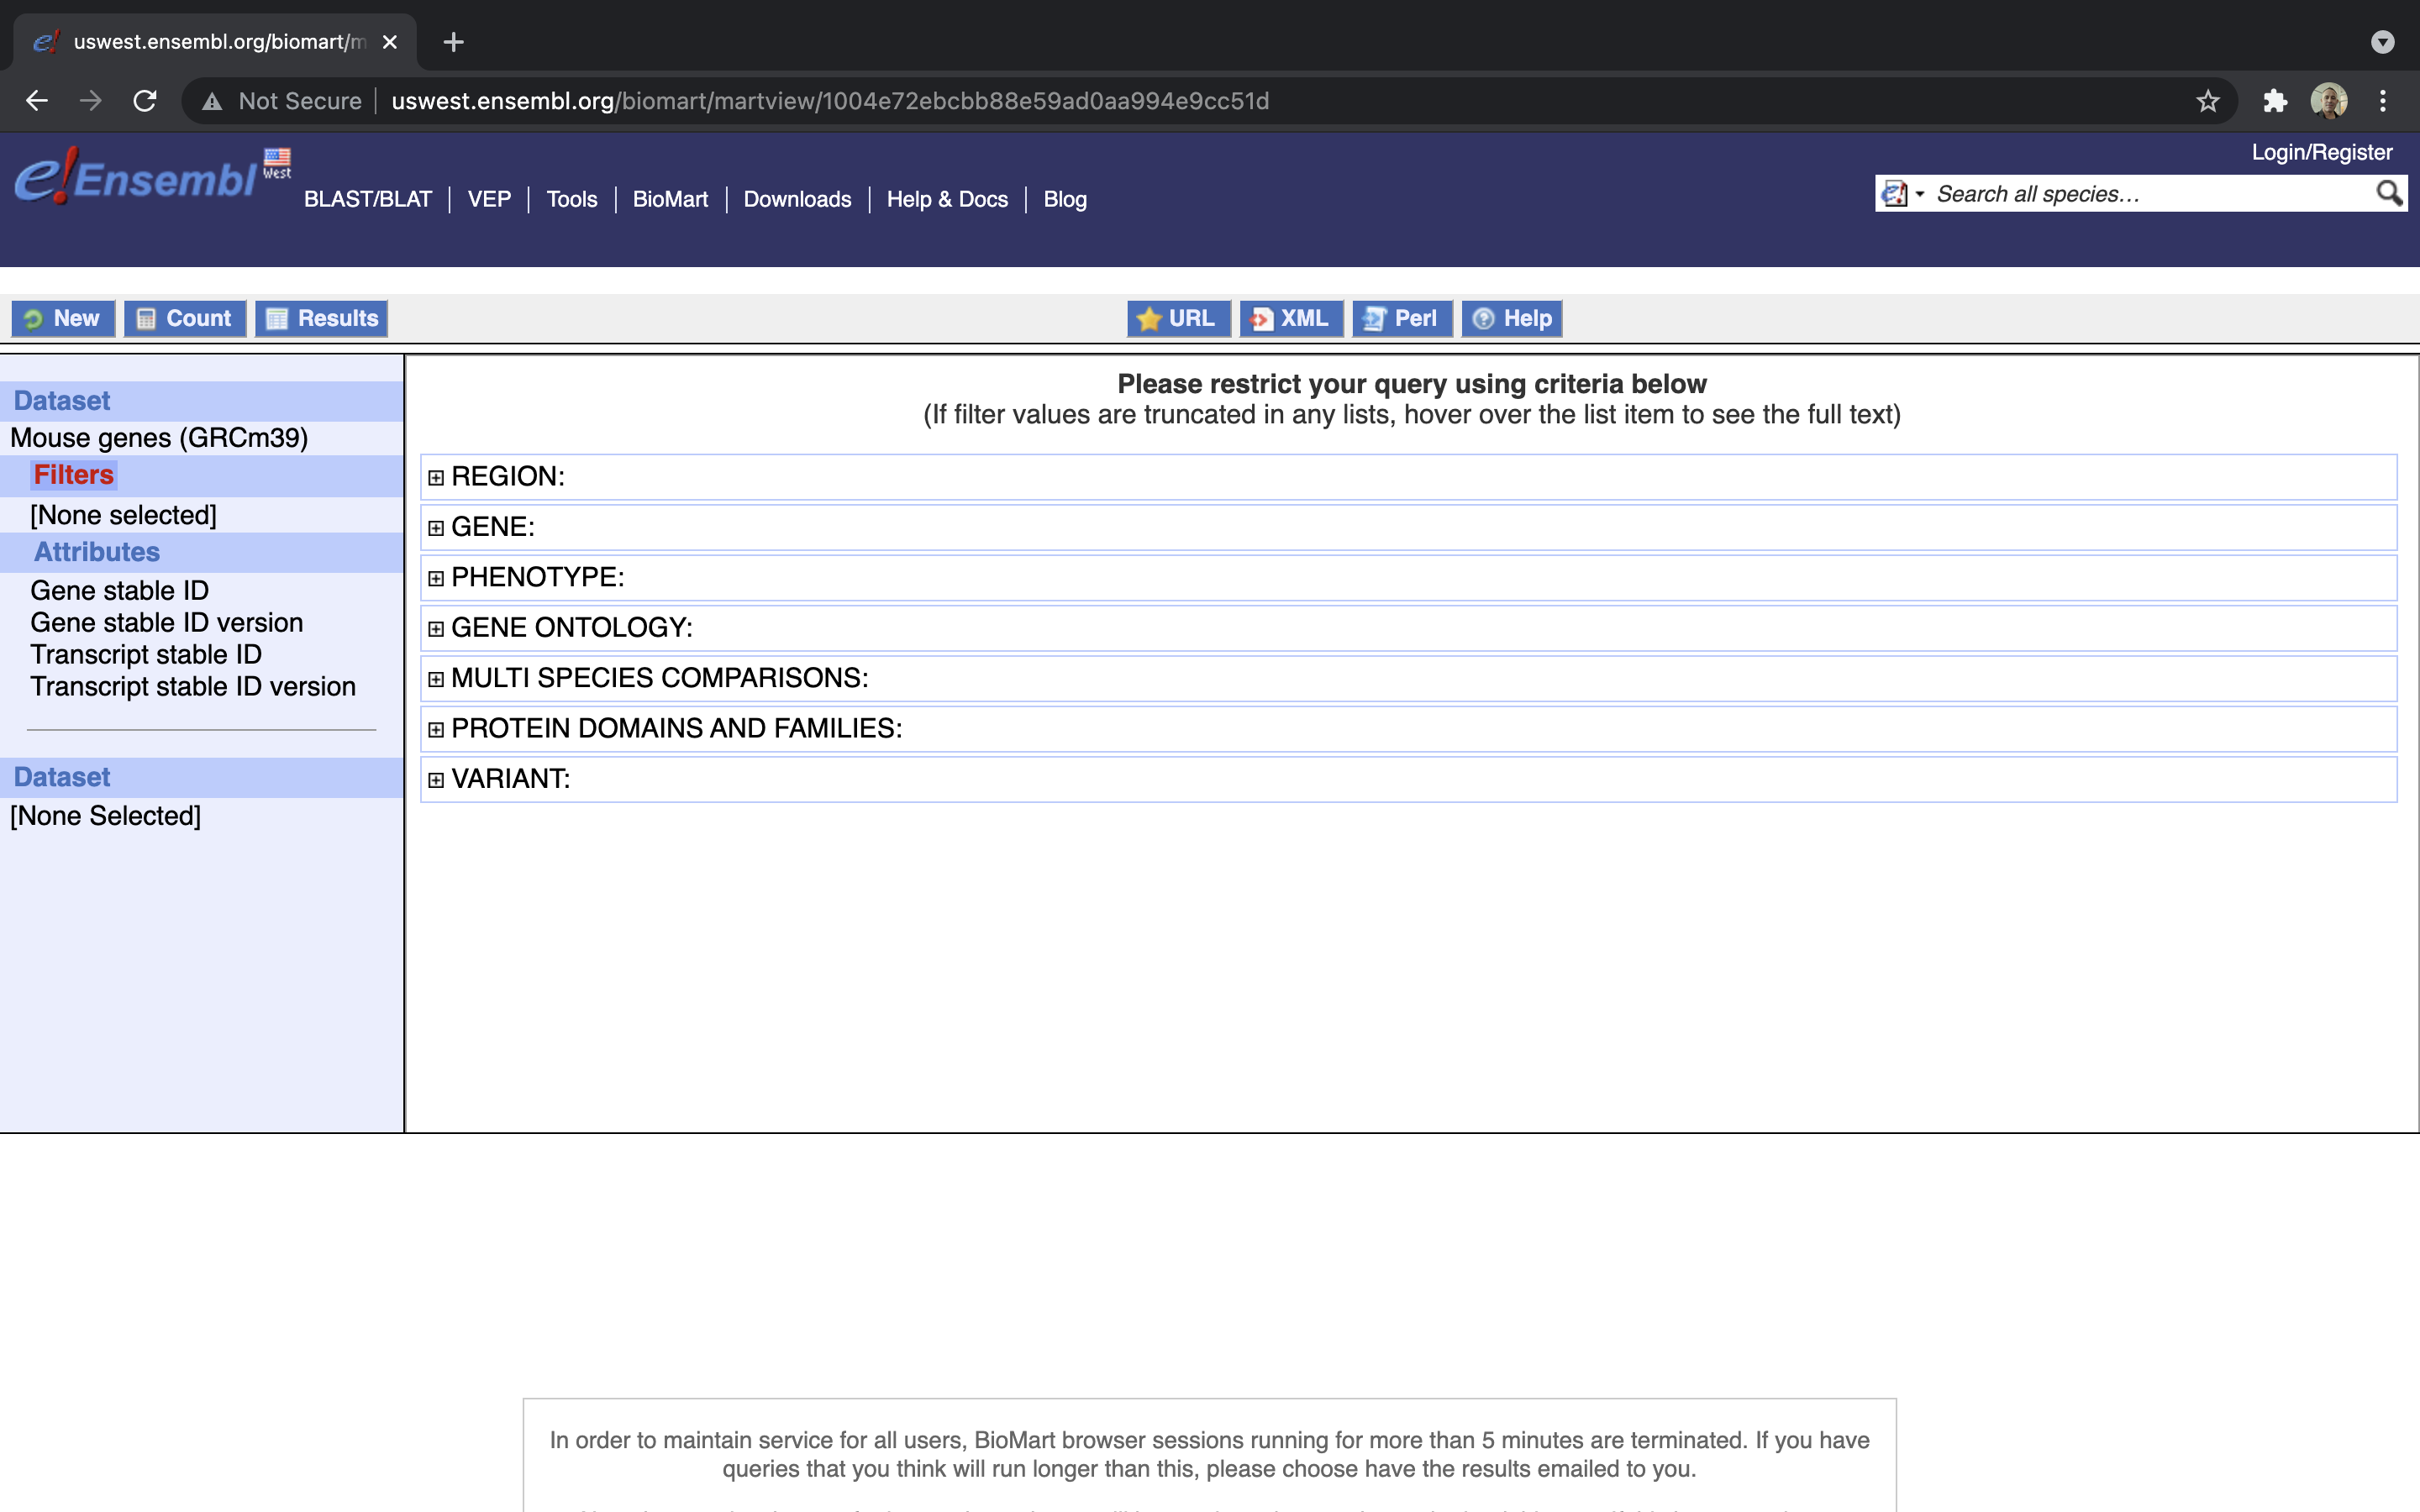 uswest.ensembl.org/biomart/m
Not Secure uswest.ensembl.org/biomart/martview/1004e72ebcbb88e59ad0aa994e9cc51d
Login/Register
e!Ensembl West
BLAST/BLAT VEP Tools BioMart Downloads Help & Docs Blog
Search all species...
New Count Results URL XML Perl Help
Dataset
Mouse genes (GRCm39)
Filters
[None selected]
Attributes
Gene stable ID
Gene stable ID version
Transcript stable ID
Transcript stable ID version
Dataset
[None Selected]
Please restrict your query using criteria below
(If filter values are truncated in any lists, hover over the list item to see the full text)
REGION:
GENE:
PHENOTYPE:
GENE ONTOLOGY:
MULTI SPECIES COMPARISONS:
PROTEIN DOMAINS AND FAMILIES:
VARIANT:
In order to maintain service for all users, BioMart browser sessions running for more than 5 minutes are terminated. If you have
queries that you think will run longer than this, please choose have the results emailed to you.